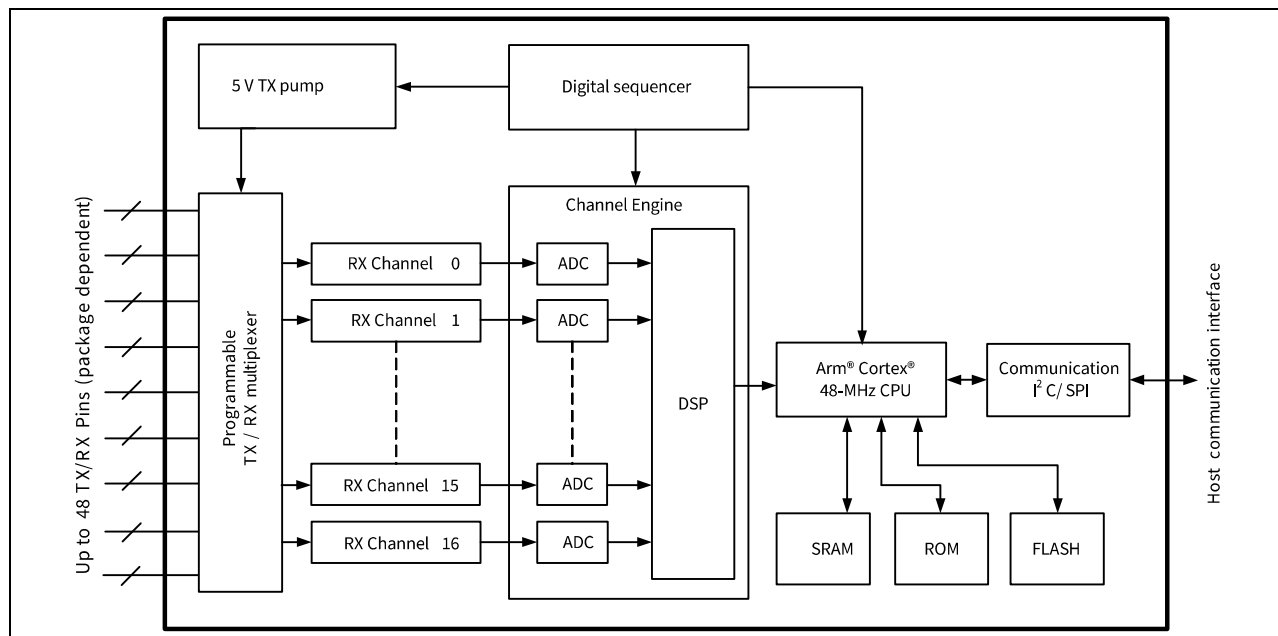 5 V TX pump
Digital sequencer
Up to 48 TX/RX Pins (package dependent)
Programmable
TX / RX multiplexer
Channel Engine
RX Channel 0
ADC
RX Channel 1
ADC
DSP
RX Channel 15
ADC
RX Channel 16
ADC
Arm® Cortex®
48-MHz CPU
Communication
I² C/ SPI
SRAM
ROM
FLASH
Host communication interface